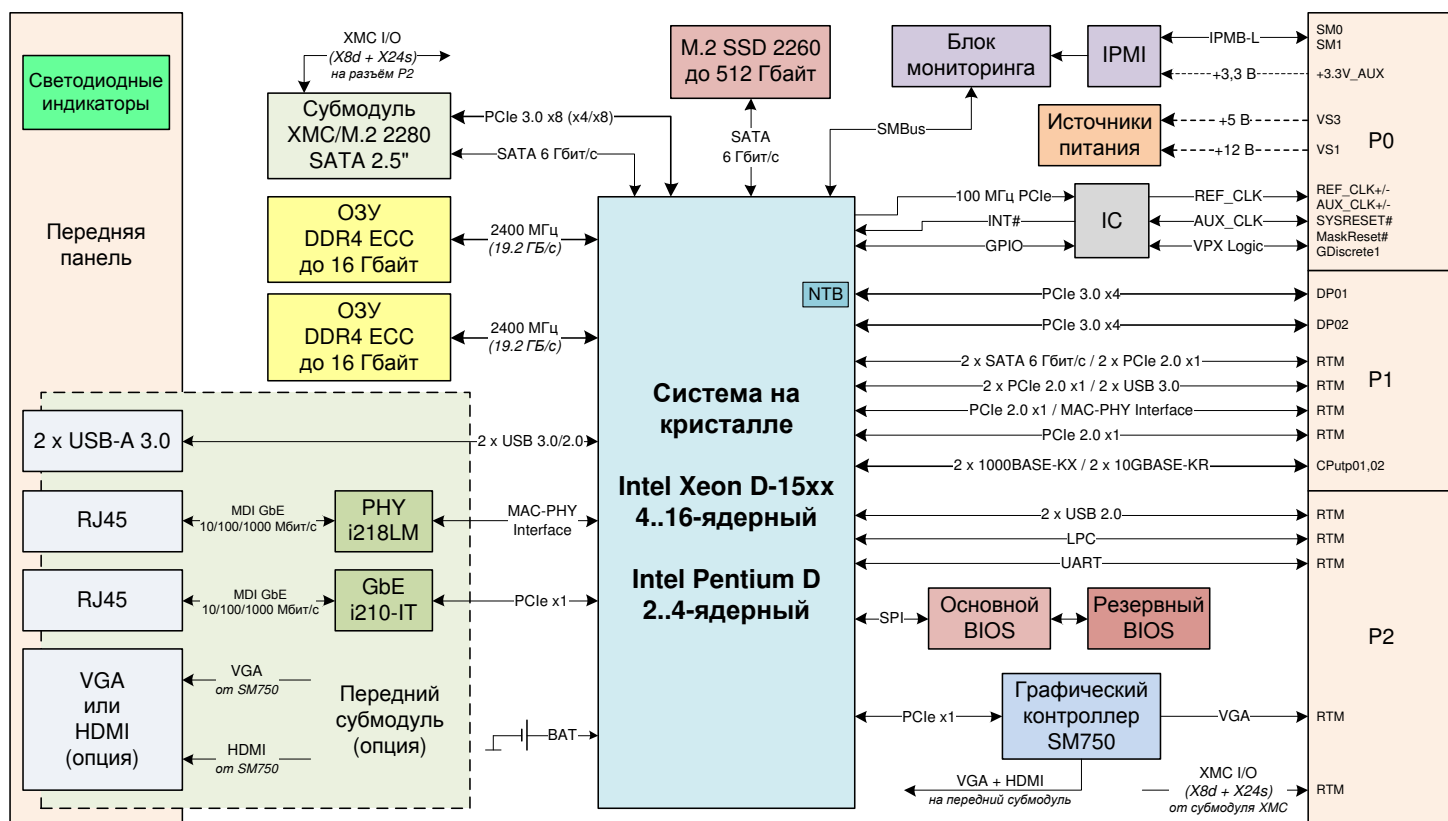 Светодиодные
индикаторы
Передняя
панель
XMC I/O
(X8d + X24s)
на разъём P2
Субмодуль
XMC/M.2 2280
SATA 2.5"
PCIe 3.0 x8 (x4/x8)
SATA 6 Гбит/с
M.2 SSD 2260
до 512 Гбайт
SATA
6 Гбит/с
Блок
мониторинга
SMBus
IPMI
IPMB-L
+3,3 В
SM0
SM1
+3.3V_AUX
Источники
питания
+5 В
+12 В
VS3
VS1
P0
ОЗУ
DDR4 ECC
до 16 Гбайт
2400 МГц
(19.2 ГБ/с)
ОЗУ
DDR4 ECC
до 16 Гбайт
2400 МГц
(19.2 ГБ/с)
100 МГц PCIe
INT#
GPIO
IC
REF_CLK
AUX_CLK
VPX Logic
REF_CLK+/-
AUX_CLK+/-
SYSRESET#
MaskReset#
GDiscrete1
NTB
Система на
кристалле
Intel Xeon D-15xx
4..16-ядерный
Intel Pentium D
2..4-ядерный
PCIe 3.0 x4
DP01
PCIe 3.0 x4
DP02
2 x SATA 6 Гбит/с / 2 x PCIe 2.0 x1
RTM
2 x PCIe 2.0 x1 / 2 x USB 3.0
RTM
PCIe 2.0 x1 / MAC-PHY Interface
RTM
PCIe 2.0 x1
RTM
2 x 1000BASE-KX / 2 x 10GBASE-KR
CPutp01,02
P1
2 x USB-A 3.0
2 x USB 3.0/2.0
RJ45
MDI GbE
10/100/1000 Мбит/с
PHY
i218LM
MAC-PHY
Interface
RJ45
MDI GbE
10/100/1000 Мбит/с
GbE
i210-IT
PCIe x1
VGA
или
HDMI
(опция)
VGA
от SM750
HDMI
от SM750
Передний
субмодуль
(опция)
BAT
2 x USB 2.0
RTM
LPC
RTM
UART
RTM
SPI
Основной
BIOS
Резервный
BIOS
P2
PCIe x1
Графический
контроллер
SM750
VGA
RTM
VGA + HDMI
на передний субмодуль
XMC I/O
(X8d + X24s)
от субмодуля XMC
RTM